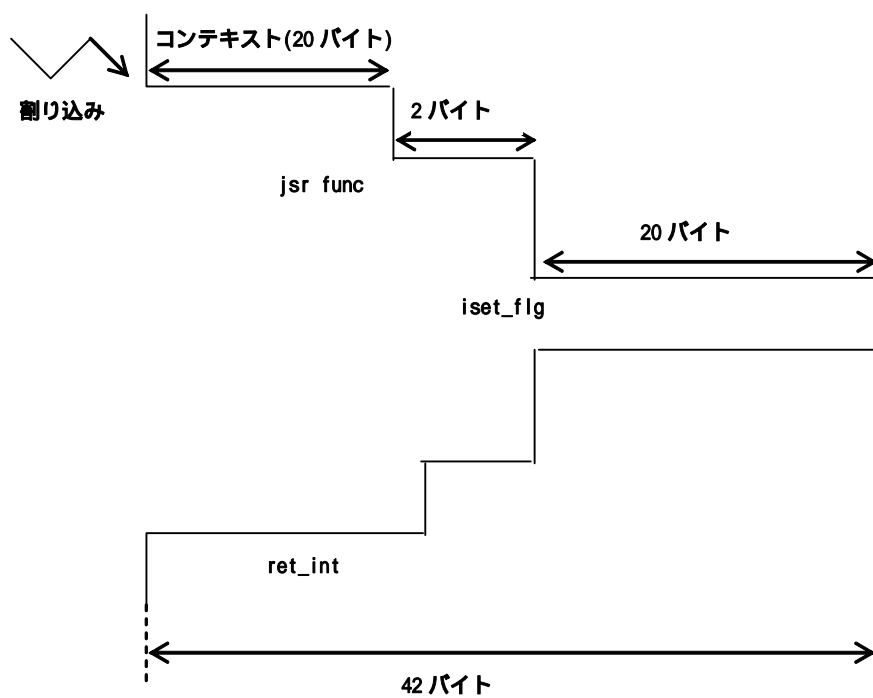 コンテキスト(20 バイト)
割り込み
2 バイト
jsr func
20 バイト
iset_flg
ret_int
42 バイト